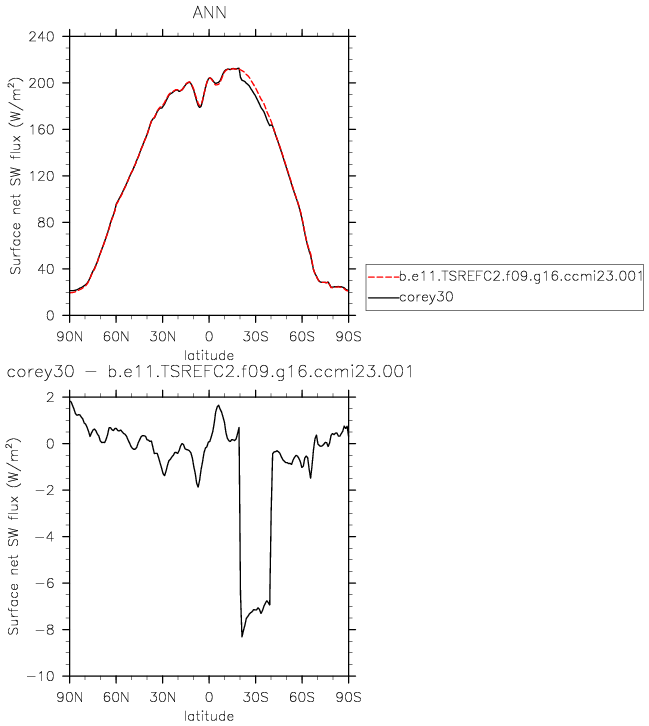 ANN
240
200
160
120
80
40
0
Surface net SW flux (W/m²)
90N 60N 30N 0 30S 60S 90S
latitude
b.e11.TSREFC2.f09.g16.ccmi23.001
corey30
corey30 − b.e11.TSREFC2.f09.g16.ccmi23.001
2
0
−2
−4
−6
−8
−10
Surface net SW flux (W/m²)
90N 60N 30N 0 30S 60S 90S
latitude